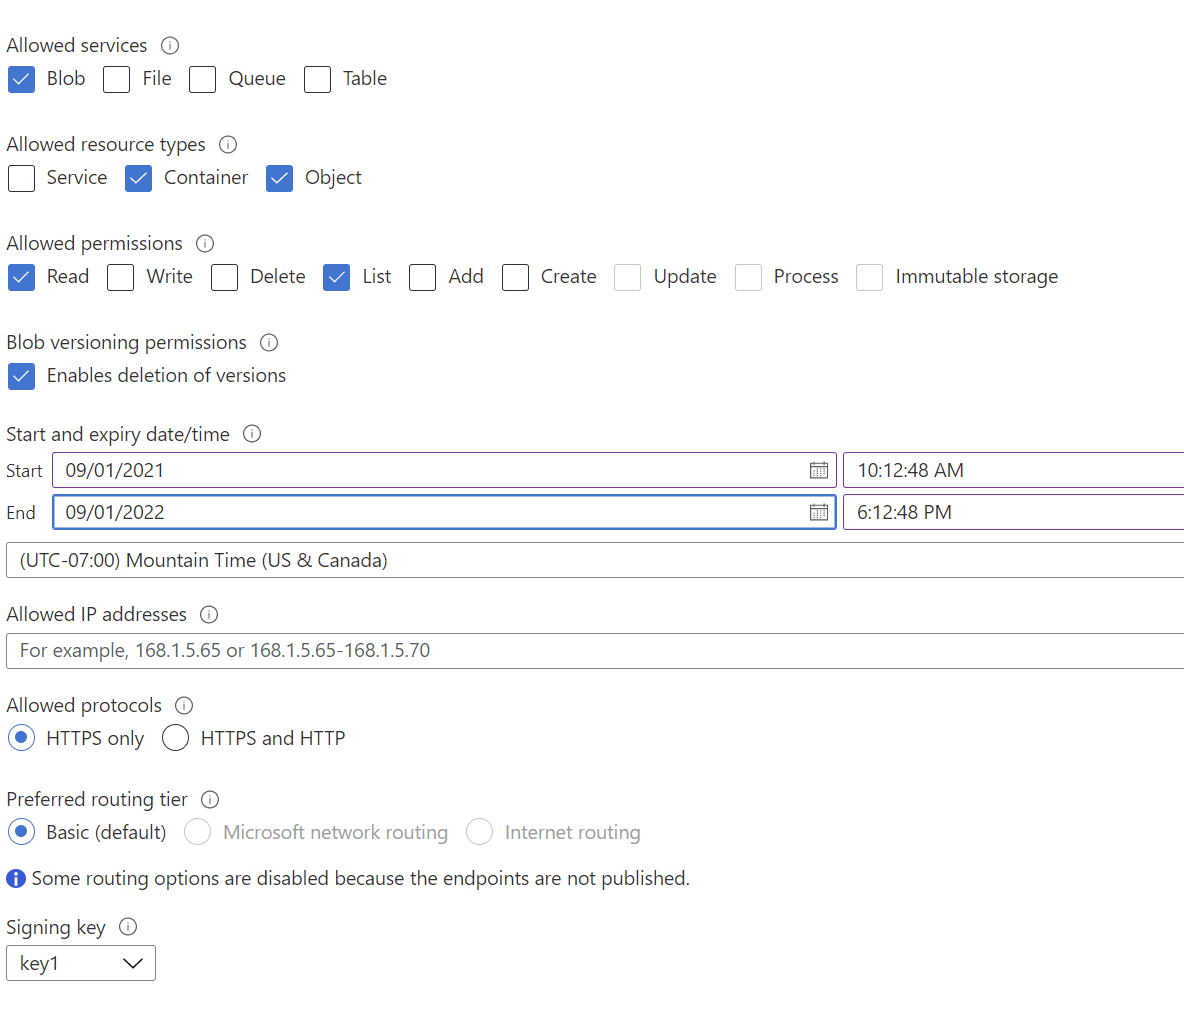 Allowed services
Blob File Queue Table
Allowed resource types
Service Container Object
Allowed permissions
Read Write Delete List Add Create Update Process Immutable storage
Blob versioning permissions
Enables deletion of versions
Start and expiry date/time
Start 09/01/2021 10:12:48 AM
End 09/01/2022 6:12:48 PM
(UTC-07:00) Mountain Time (US & Canada)
Allowed IP addresses
For example, 168.1.5.65 or 168.1.5.65-168.1.5.70
Allowed protocols
HTTPS only HTTPS and HTTP
Preferred routing tier
Basic (default) Microsoft network routing Internet routing
Some routing options are disabled because the endpoints are not published.
Signing key
key1